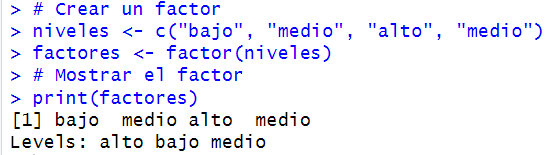 > # Crear un factor
> niveles <- c("bajo", "medio", "alto", "medio")
> factores <- factor(niveles)
> # Mostrar el factor
> print(factores)
[1] bajo  medio alto  medio
Levels: alto bajo medio